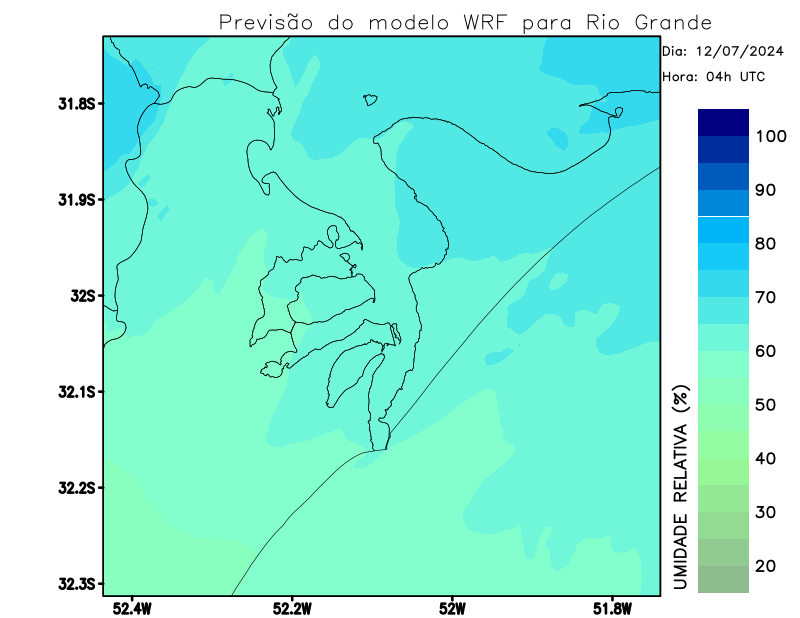 Previsão do modelo WRF para Rio Grande
Dia: 12/07/2024
Hora: 04h UTC
31.8S
31.9S
32S
32.1S
32.2S
32.3S
52.4W
52.2W
52W
51.8W
100
90
80
70
60
50
40
30
20
UMIDADE RELATIVA (%)